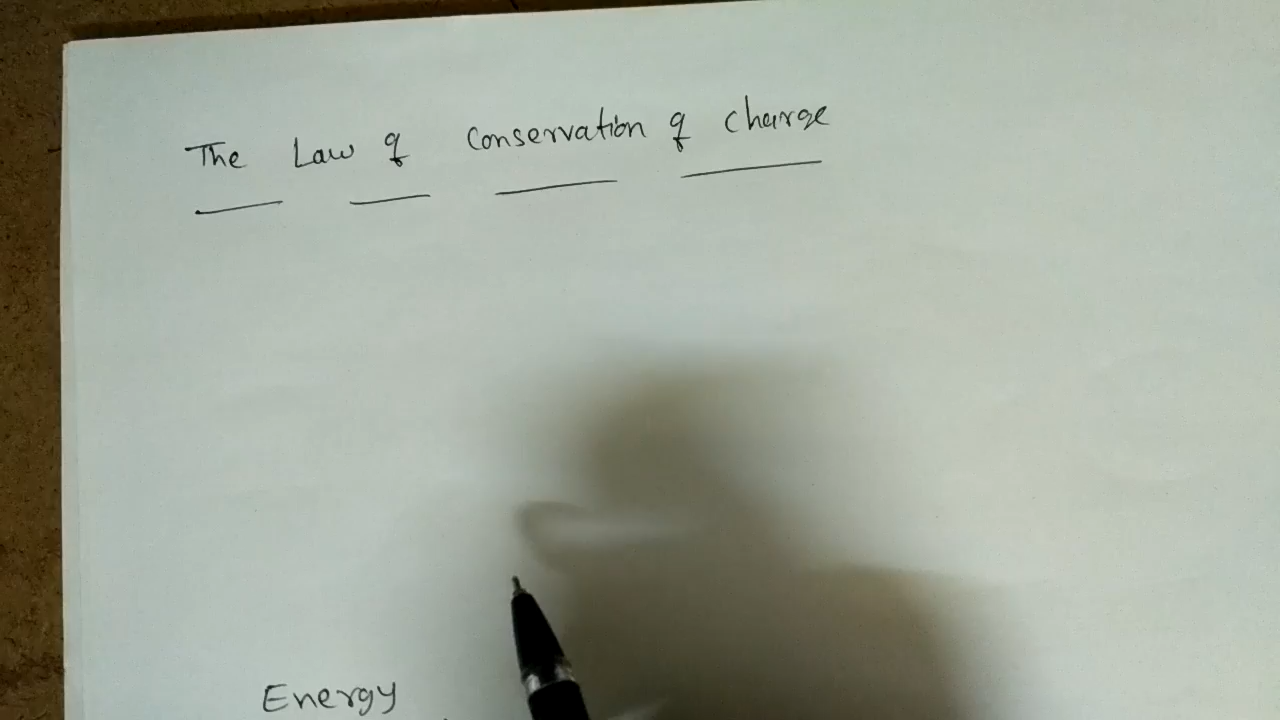 The Law of Conservation of charge
Energy